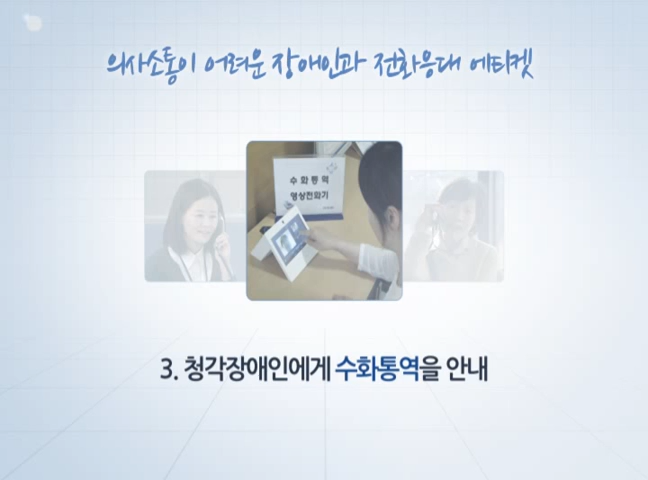 의사소통이 어려운 장애인과 전화응대 에티켓
수 화 통 역
영상전화기
3. 청각장애인에게 수화통역을 안내